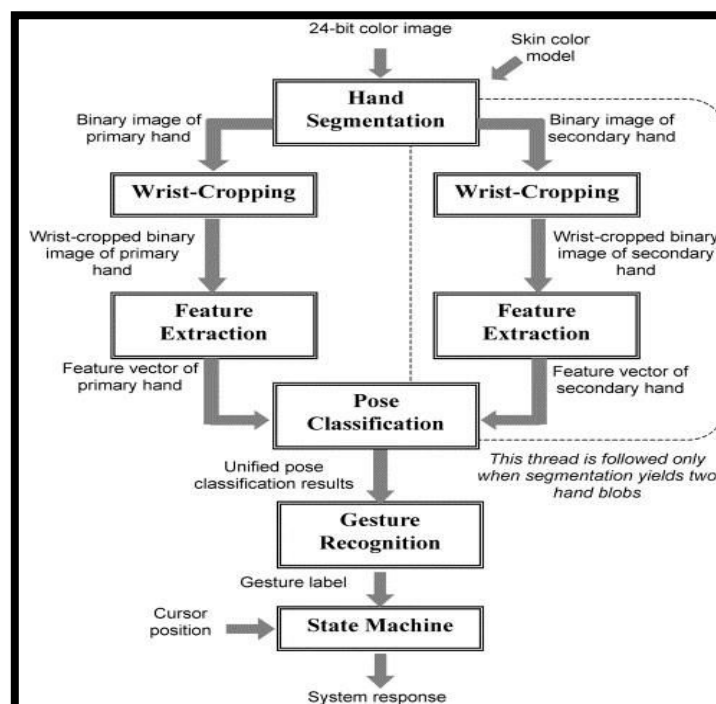 24-bit color image
Skin color
model
Hand
Segmentation
Binary image of
primary hand
Binary image of
secondary hand
Wrist-Cropping
Wrist-Cropping
Wrist-cropped binary
image of primary
hand
Wrist-cropped binary
image of secondary
hand
Feature
Extraction
Feature
Extraction
Feature vector of
primary hand
Feature vector of
secondary hand
Pose
Classification
This thread is followed only
when segmentation yields two
hand blobs
Unified pose
classification results
Gesture
Recognition
Gesture label
Cursor
position
State Machine
System response